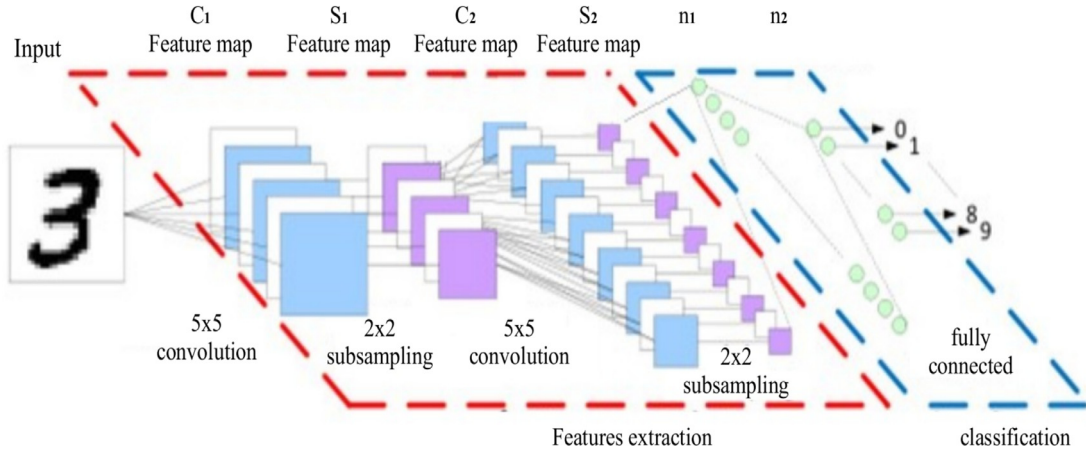 C₁
Feature map
S₁
Feature map
C₂
Feature map
S₂
Feature map
n₁
n₂
Input
3
0
1
8
9
5x5
convolution
2x2
subsampling
5x5
convolution
2x2
subsampling
fully
connected
Features extraction
classification